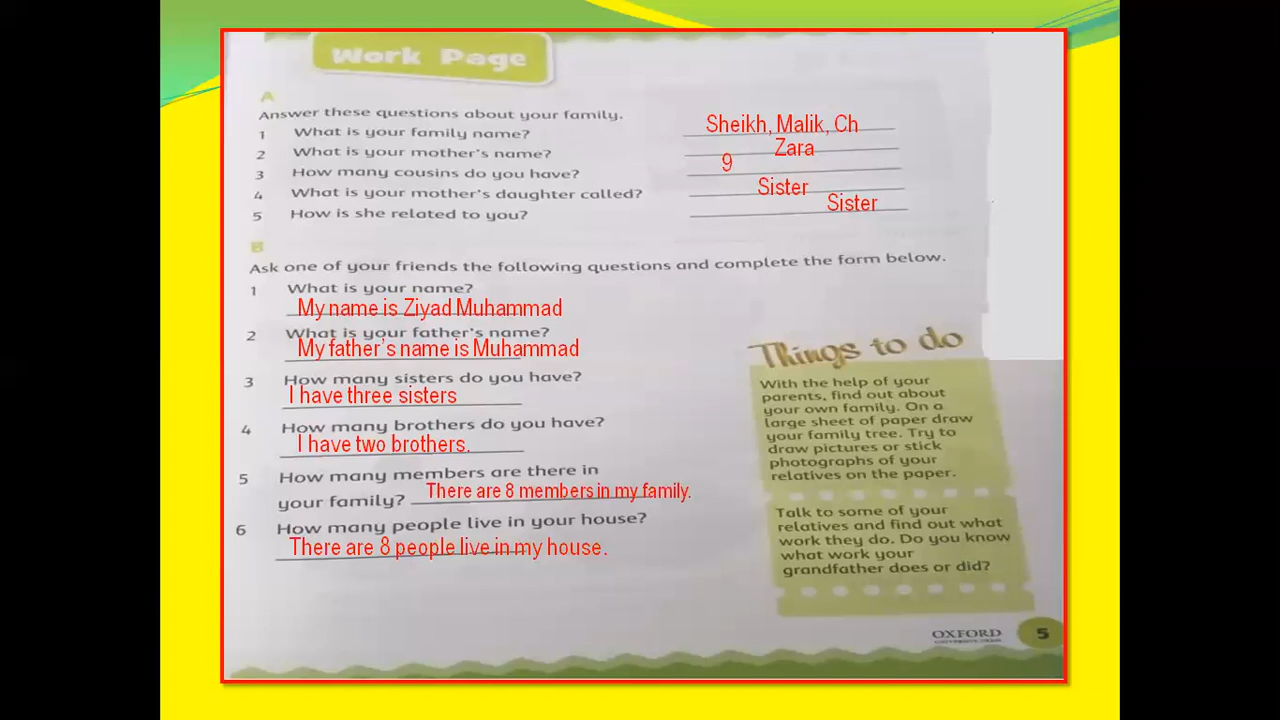 Work Page
A
Answer these questions about your family.
1 What is your family name? Sheikh, Malik, Ch
2 What is your mother's name? Zara
3 How many cousins do you have? 9
4 What is your mother's daughter called? Sister
5 How is she related to you? Sister
B
Ask one of your friends the following questions and complete the form below.
1 What is your name?
My name is Ziyad Muhammad
2 What is your father's name?
My father's name is Muhammad
3 How many sisters do you have?
I have three sisters
4 How many brothers do you have?
I have two brothers.
5 How many members are there in
your family? There are 8 members in my family.
6 How many people live in your house?
There are 8 people live in my house.
Things to do
With the help of your
parents, find out about
your own family. On a
large sheet of paper draw
your family tree. Try to
draw pictures or stick
photographs of your
relatives on the paper.
Talk to some of your
relatives and find out what
work they do. Do you know
what work your
grandfather does or did?
OXFORD
UNIVERSITY PRESS
5